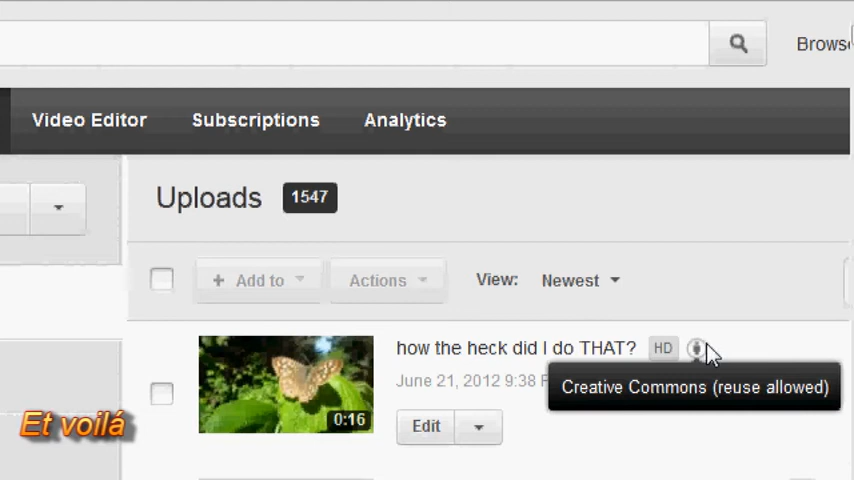 Browse
Video Editor Subscriptions Analytics
Uploads 1547
+ Add to Actions View: Newest
how the heck did I do THAT? HD
June 21, 2012 9:38
Creative Commons (reuse allowed)
0:16
Edit
Et voilá